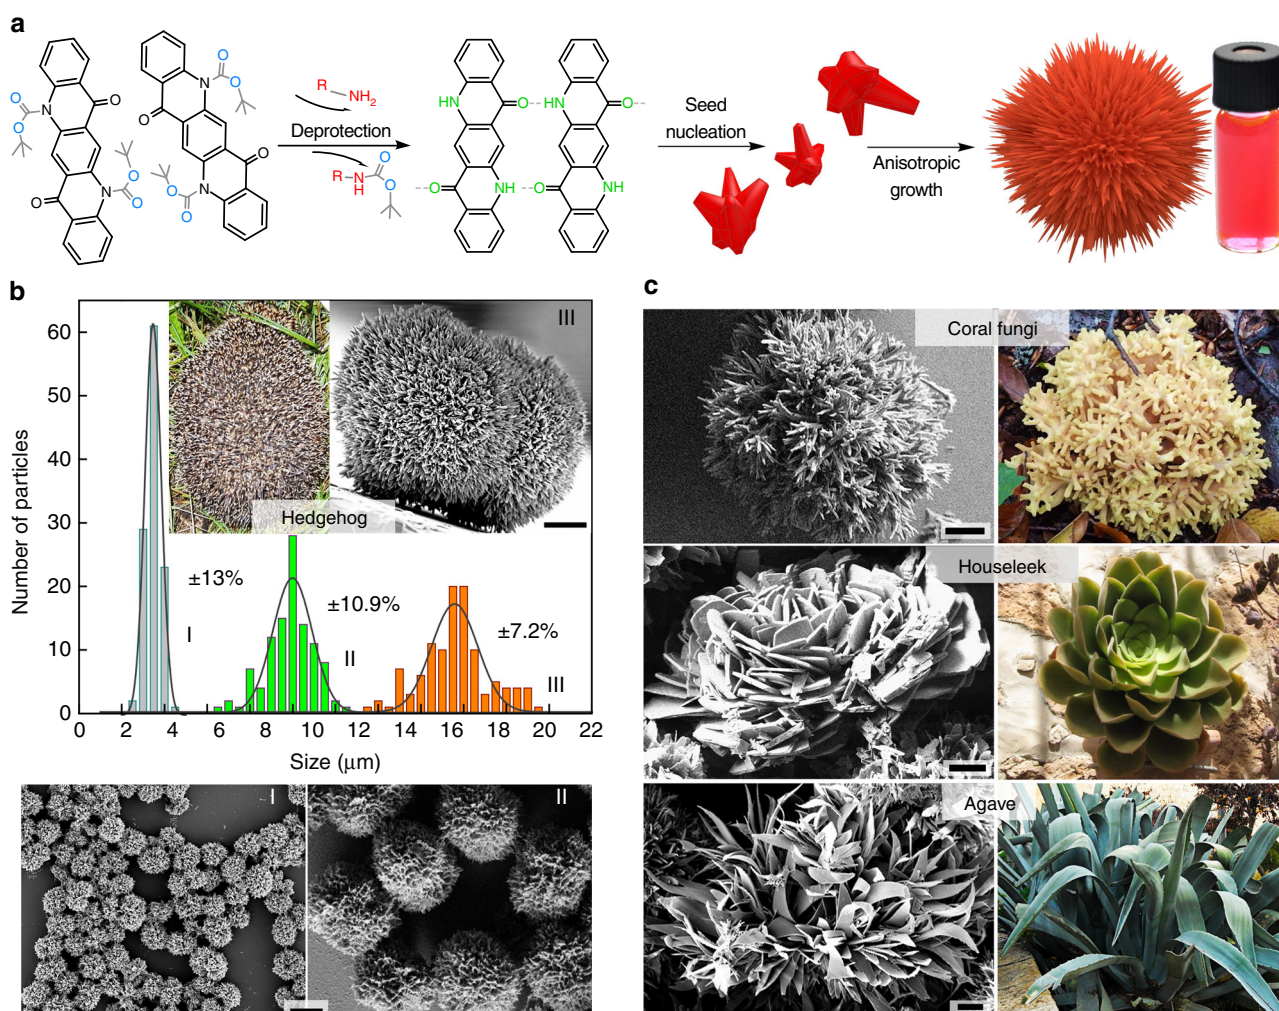 a
O
N
O
O
O
O
O
N
O
N
O
O
O
O
N
O
O
R
NH₂
Deprotection
R
N
H
O
O
HN
O
HN
O
O
NH
O
NH
Seed
nucleation
Anisotropic
growth
b
Number of particles
60
50
40
30
20
10
0
0 2 4 6 8 10 12 14 16 18 20 22
Size (μm)
±13%
±10.9%
±7.2%
I
II
III
Hedgehog
III
I
II
c
Coral fungi
Houseleek
Agave